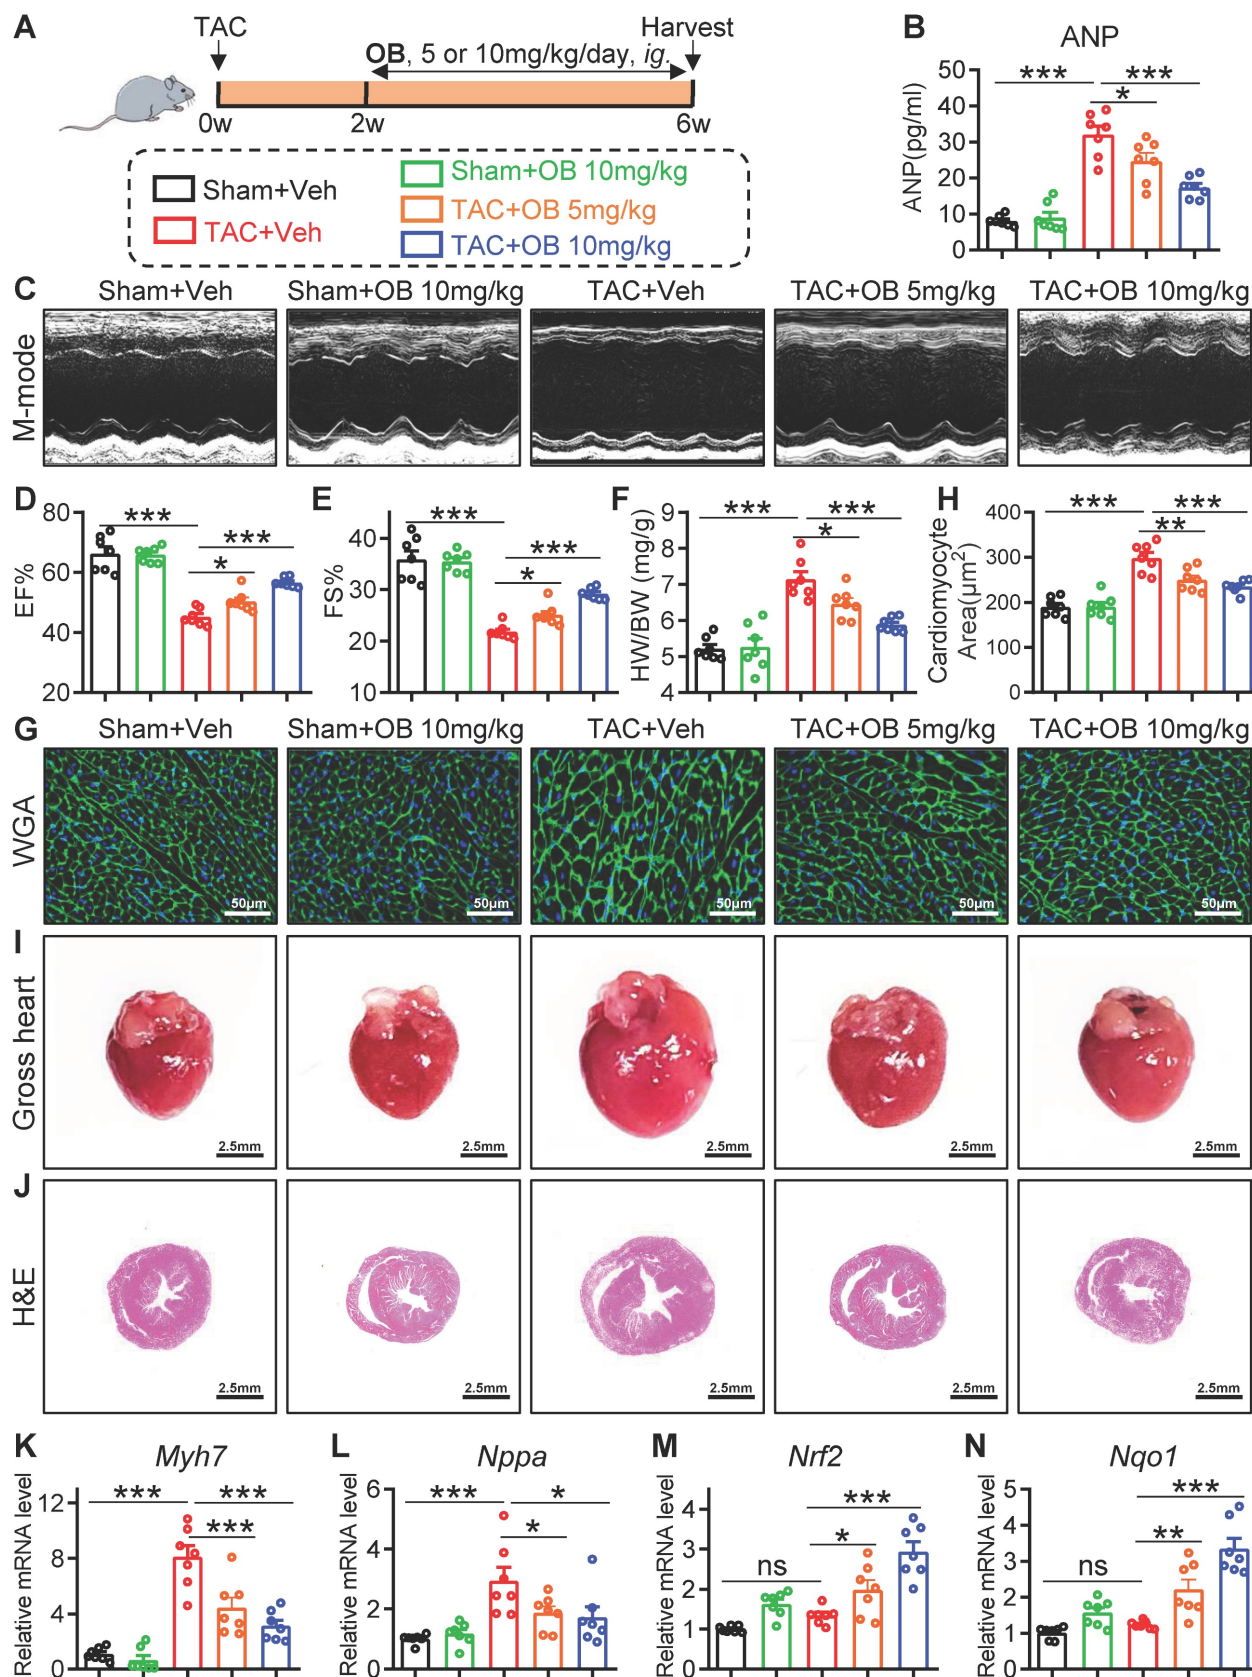 A
TAC
Harvest
OB, 5 or 10mg/kg/day, ig.
0w 2w 6w
Sham+Veh
TAC+Veh
Sham+OB 10mg/kg
TAC+OB 5mg/kg
TAC+OB 10mg/kg
B
ANP
ANP(pg/ml)
50
40
30
20
10
0
*** ***
*
C
Sham+Veh Sham+OB 10mg/kg TAC+Veh TAC+OB 5mg/kg TAC+OB 10mg/kg
M-mode
D
EF%
80
60
40
20
***
***
*
E
FS%
40
30
20
10
***
***
*
F
HW/BW (mg/g)
9
8
7
6
5
4
*** ***
*
H
Cardiomyocyte
Area(µm²)
400
300
200
100
0
*** ***
**
G
Sham+Veh Sham+OB 10mg/kg TAC+Veh TAC+OB 5mg/kg TAC+OB 10mg/kg
WGA
50µm 50µm 50µm 50µm 50µm
I
Gross heart
2.5mm 2.5mm 2.5mm 2.5mm 2.5mm
J
H&E
2.5mm 2.5mm 2.5mm 2.5mm 2.5mm
K
Myh7
Relative mRNA level
12
8
4
0
*** ***
***
L
Nppa
Relative mRNA level
6
4
2
0
*** *
*
M
Nrf2
Relative mRNA level
4
3
2
1
0
***
*
ns
N
Nqo1
Relative mRNA level
5
4
3
2
1
0
***
**
ns